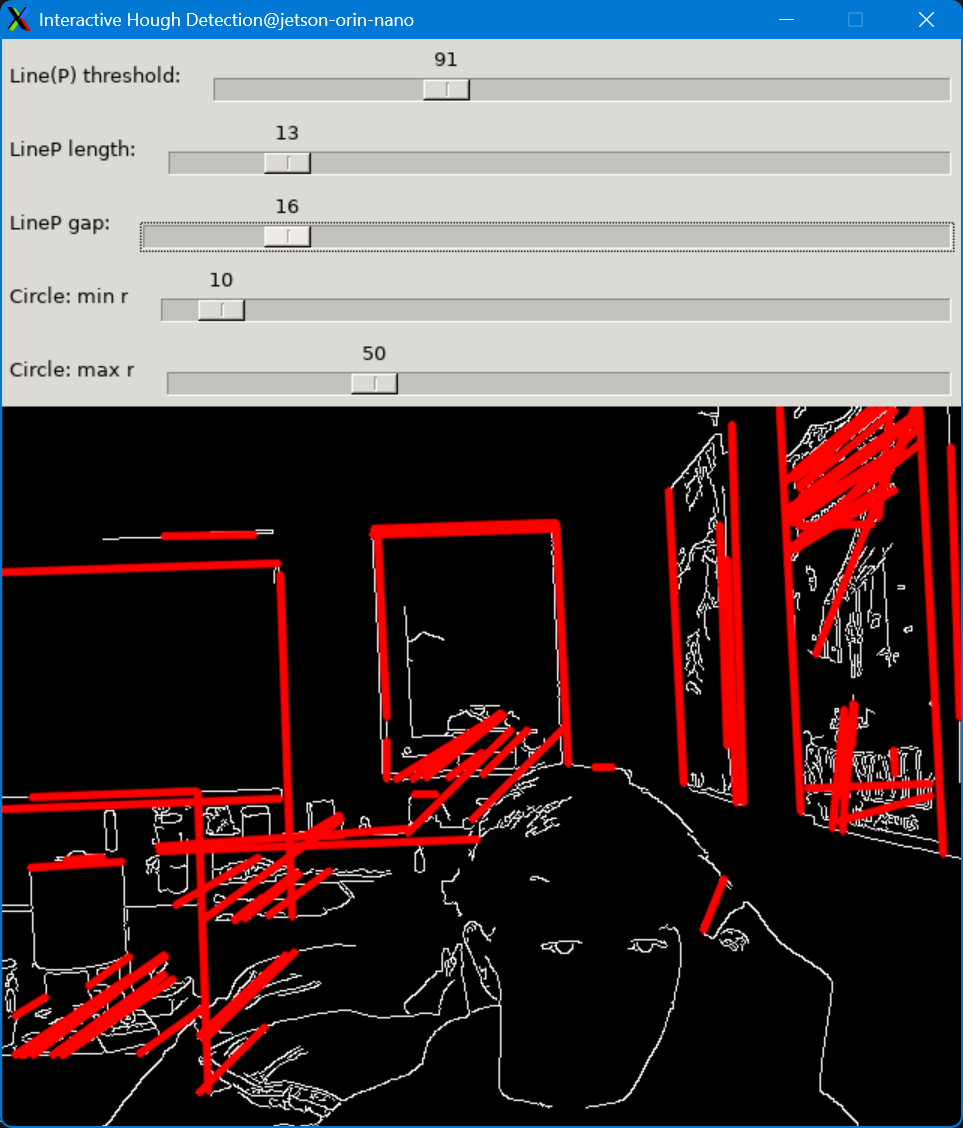 Interactive Hough Detection@jetson-orin-nano
Line(P) threshold: 91
LineP length: 13
LineP gap: 16
Circle: min r 10
Circle: max r 50